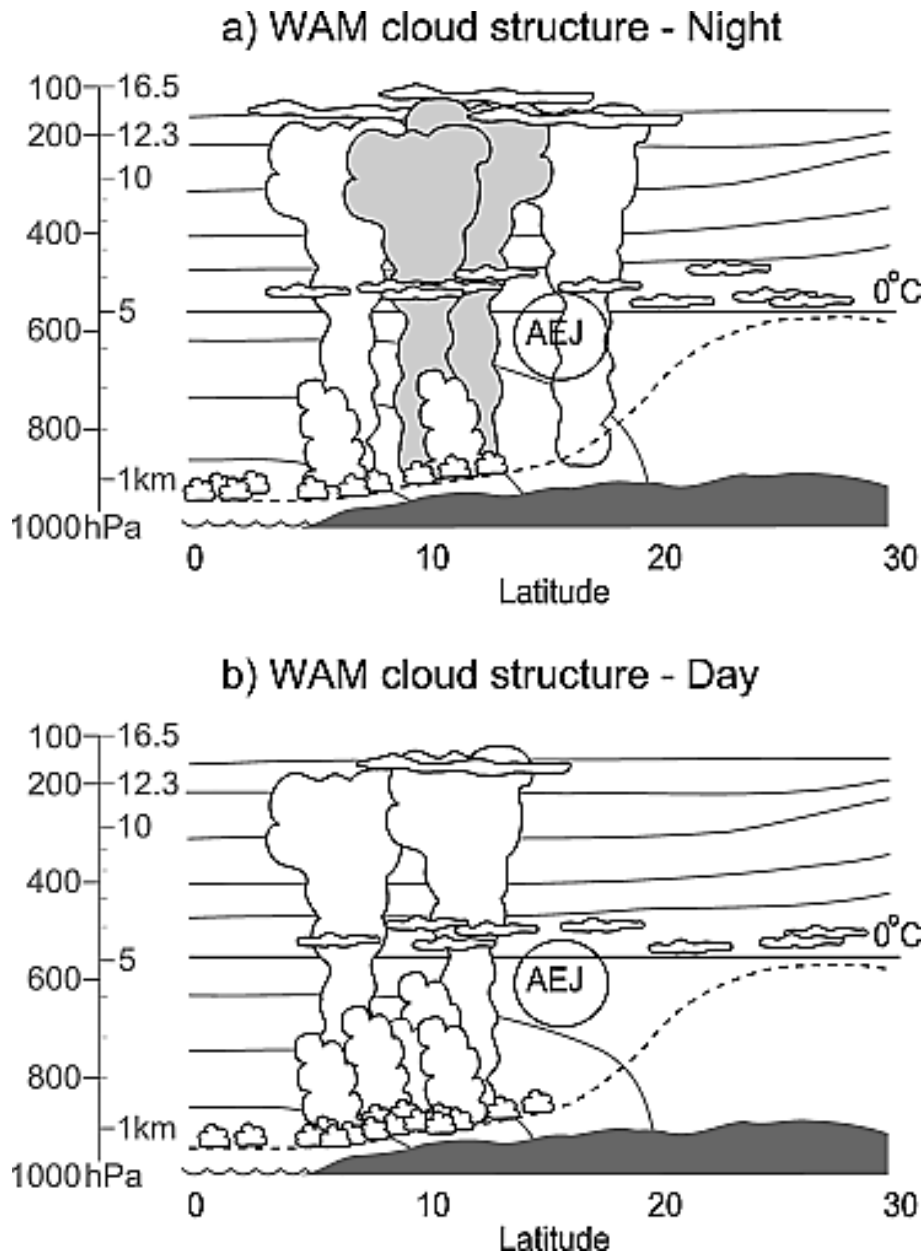 a) WAM cloud structure - Night
100 16.5
200 12.3
10
400
0°C
5
600 AEJ
800
1km
1000hPa
0 10 20 30
Latitude
b) WAM cloud structure - Day
100 16.5
200 12.3
10
400
0°C
5
600 AEJ
800
1km
1000hPa
0 10 20 30
Latitude